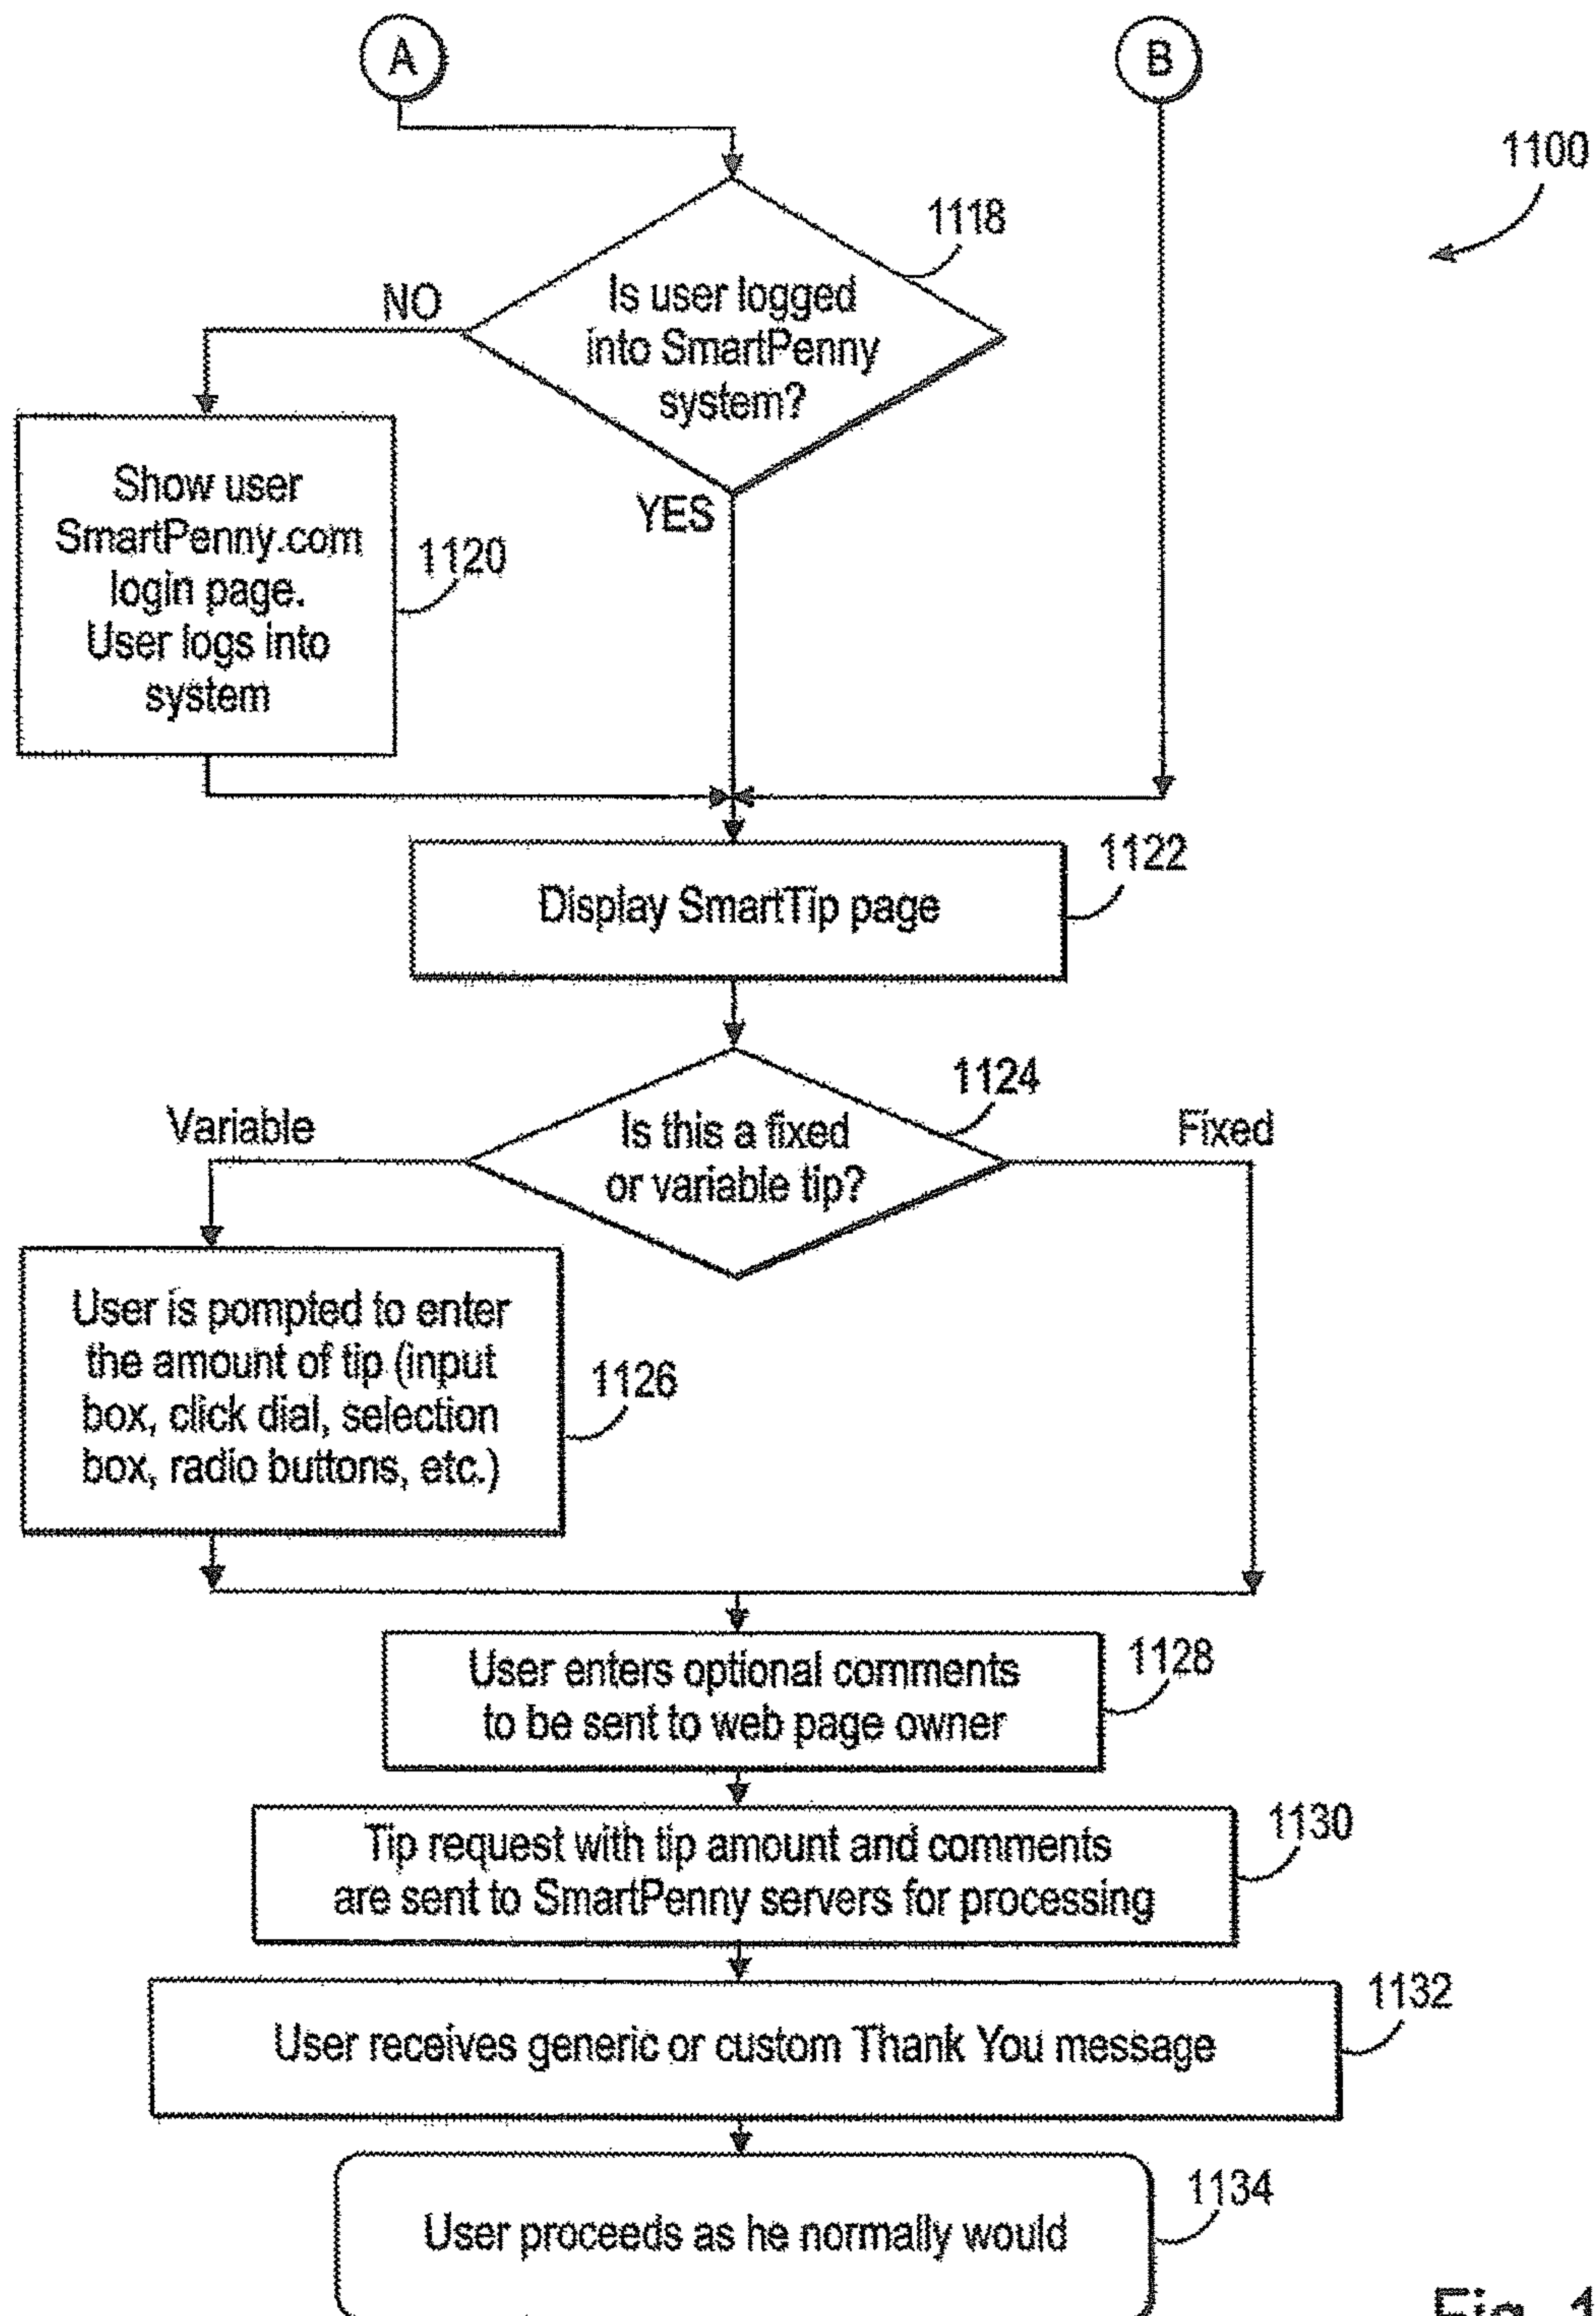 A
B
1100
1118
NO
Is user logged
into SmartPenny
system?
YES
Show user
SmartPenny.com
login page.
User logs into
system
1120
1122
Display SmartTip page
1124
Variable
Is this a fixed
or variable tip?
Fixed
User is pompted to enter
the amount of tip (input
box, click dial, selection
box, radio buttons, etc.)
1126
User enters optional comments
to be sent to web page owner
1128
Tip request with tip amount and comments
are sent to SmartPenny servers for processing
1130
User receives generic or custom Thank You message
1132
User proceeds as he normally would
1134